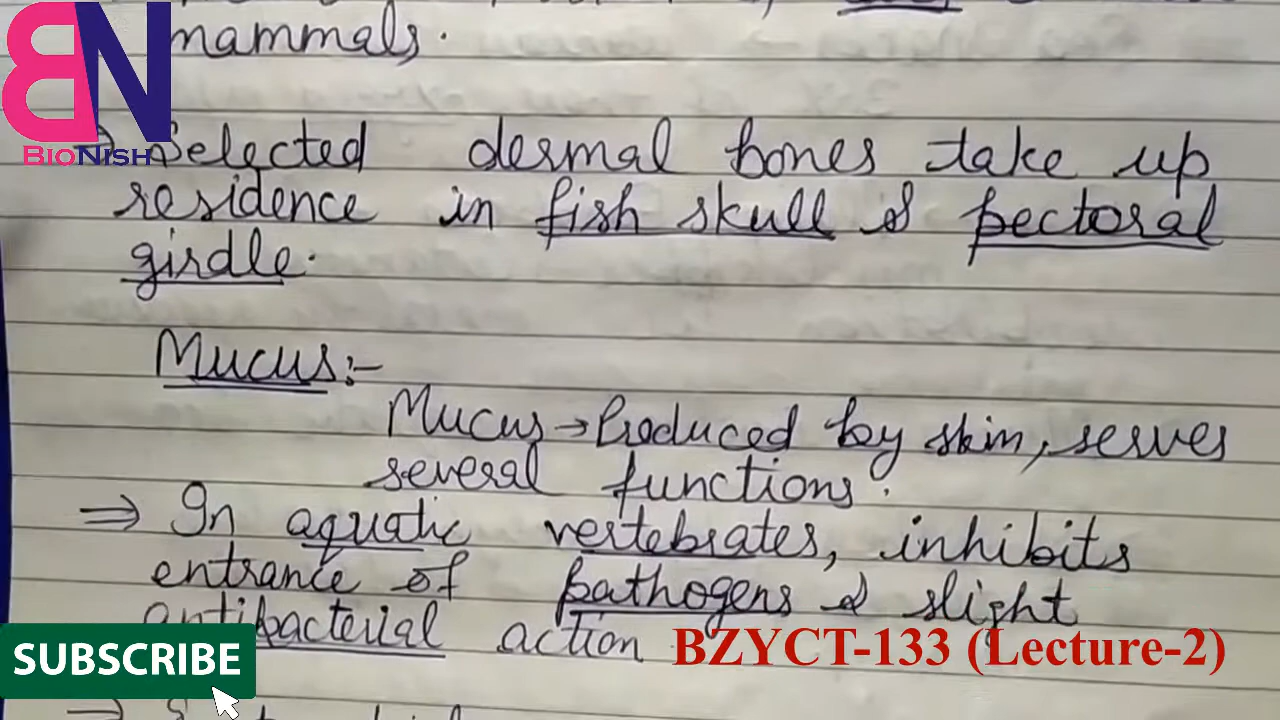 mammals.
BN
BIONISH
⇒ Selected dermal bones take up
residence in fish skull & pectoral
girdle.
Mucus:-
Mucus → Produced by skin, serves
several functions.
⇒ In aquatic vertebrates, inhibits
entrance of pathogens & slight
antibacterial action
SUBSCRIBE
BZYCT-133 (Lecture-2)